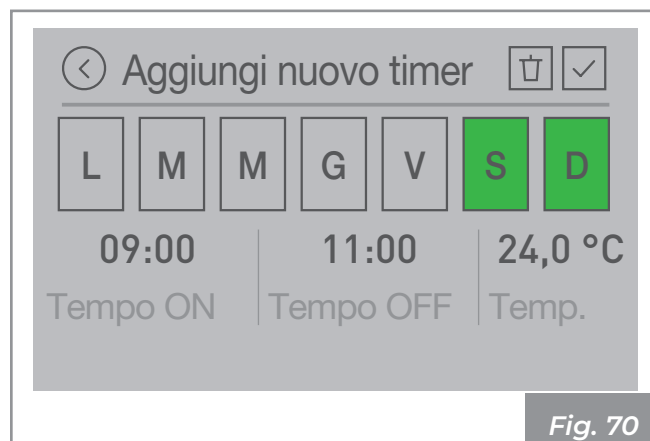 Aggiungi nuovo timer
L M M G V S D
09:00 11:00 24,0 °C
Tempo ON Tempo OFF Temp.
Fig. 70